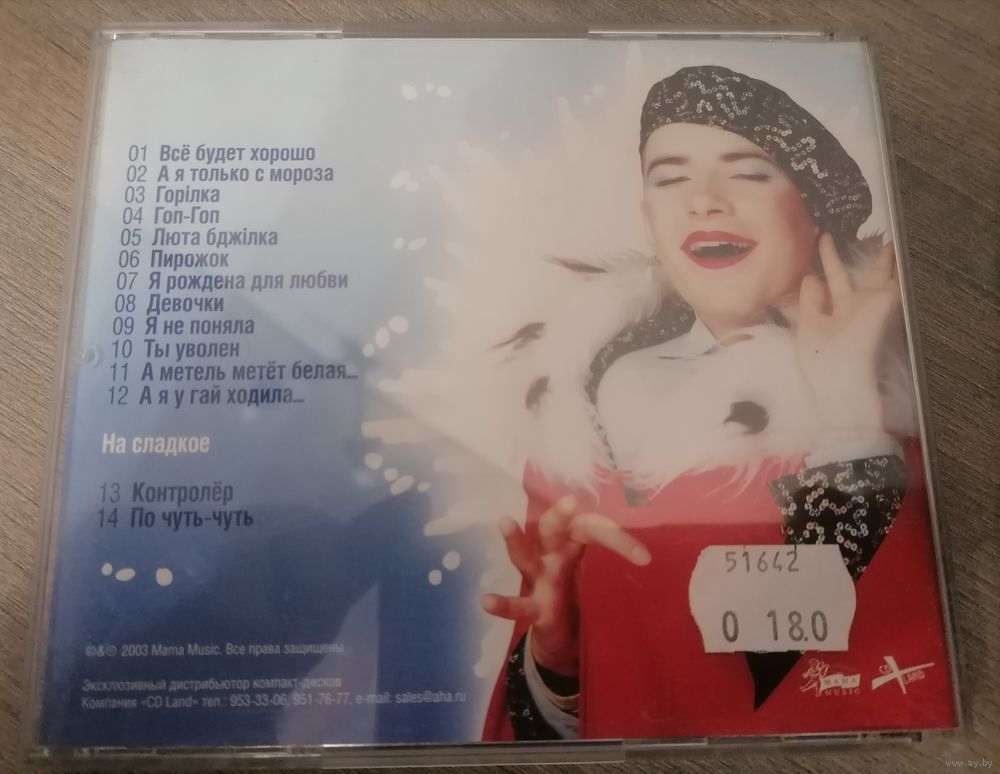 01 Всё будет хорошо
02 А я только с мороза
03 Горілка
04 Гоп-Гоп
05 Люта бджілка
06 Пирожок
07 Я рождена для любви
08 Девочки
09 Я не поняла
10 Ты уволен
11 А метель метёт белая...
12 А я у гай ходила...
На сладкое
13 Контролёр
14 По чуть-чуть
©&℗ 2003 Mama Music. Все права защищены
Эксклюзивный дистрибьютор компакт-дисков
Компания «CD Land» тел.: 953-33-06, 951-76-77, e-mail: sales@aha.ru
51642
0 18.0
MAMA
MUSIC
CD
LAND
www.ay.by